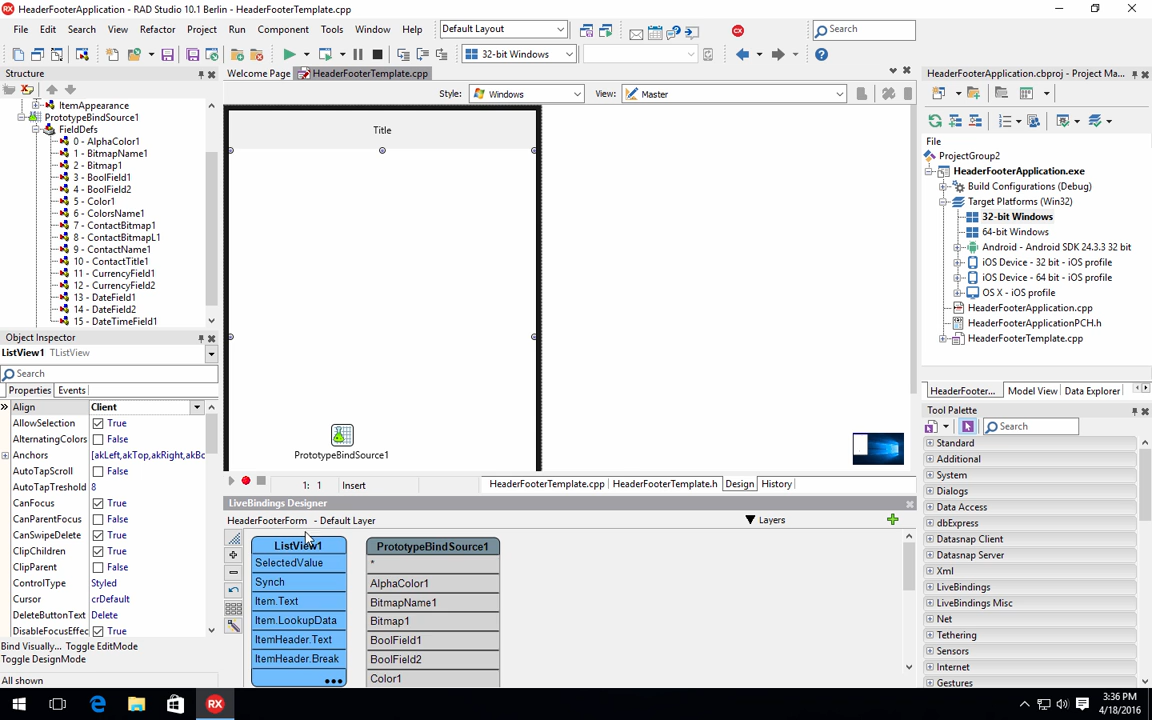 HeaderFooterApplication - RAD Studio 10.1 Berlin - HeaderFooterTemplate.cpp
File Edit Search View Refactor Project Run Component Tools Window Help Default Layout Search
32-bit Windows
Structure
Welcome Page HeaderFooterTemplate.cpp
HeaderFooterApplication.cbproj - Project Ma...
Style: Windows View: Master
ItemAppearance
PrototypeBindSource1
FieldDefs
0 - AlphaColor1
1 - BitmapName1
2 - Bitmap1
3 - BoolField1
4 - BoolField2
5 - Color1
6 - ColorsName1
7 - ContactBitmap1
8 - ContactBitmapL1
9 - ContactName1
10 - ContactTitle1
11 - CurrencyField1
12 - CurrencyField2
13 - DateField1
14 - DateField2
15 - DateTimeField1
Object Inspector
ListView1 TListView
Search
Properties Events
Align Client
AllowSelection True
AlternatingColors False
Anchors [akLeft,akTop,akRight,akBc
AutoTapScroll False
AutoTapTreshold 8
CanFocus True
CanParentFocus False
CanSwipeDelete True
ClipChildren True
ClipParent False
ControlType Styled
Cursor crDefault
DeleteButtonText Delete
DisableFocusEffec True
Bind Visually... Toggle EditMode
Toggle DesignMode
All shown
Title
PrototypeBindSource1
1: 1 Insert HeaderFooterTemplate.cpp HeaderFooterTemplate.h Design History
LiveBindings Designer
HeaderFooterForm - Default Layer Layers
ListView1
SelectedValue
Synch
Item.Text
Item.LookupData
ItemHeader.Text
ItemHeader.Break
PrototypeBindSource1
*
AlphaColor1
BitmapName1
Bitmap1
BoolField1
BoolField2
Color1
File
ProjectGroup2
HeaderFooterApplication.exe
Build Configurations (Debug)
Target Platforms (Win32)
32-bit Windows
64-bit Windows
Android - Android SDK 24.3.3 32 bit
iOS Device - 32 bit - iOS profile
iOS Device - 64 bit - iOS profile
OS X - iOS profile
HeaderFooterApplication.cpp
HeaderFooterApplicationPCH.h
HeaderFooterTemplate.cpp
HeaderFooter... Model View Data Explorer
Tool Palette
Search
Standard
Additional
System
Dialogs
Data Access
dbExpress
Datasnap Client
Datasnap Server
Xml
LiveBindings
LiveBindings Misc
Net
Tethering
Sensors
Internet
Gestures
RX
3:36 PM
4/18/2016